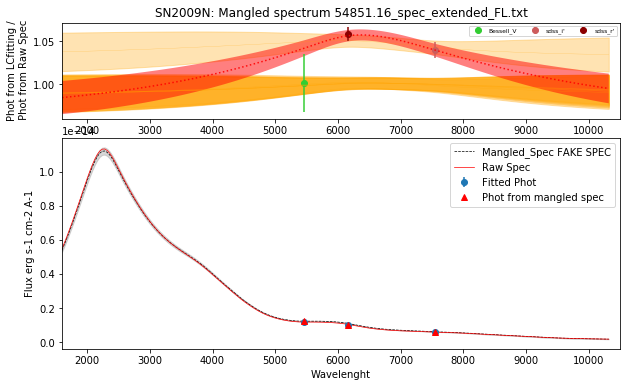 SN2009N: Mangled spectrum 54851.16_spec_extended_FL.txt
Phot from LCfitting /
Phot from Raw Spec
1.05
1.00
Bessell_V
sdss_i'
sdss_r'
2000 3000 4000 5000 6000 7000 8000 9000 10000
1e−14
Flux erg s-1 cm-2 A-1
1.0
0.8
0.6
0.4
0.2
0.0
Mangled_Spec FAKE SPEC
Raw Spec
Fitted Phot
Phot from mangled spec
2000 3000 4000 5000 6000 7000 8000 9000 10000
Wavelenght